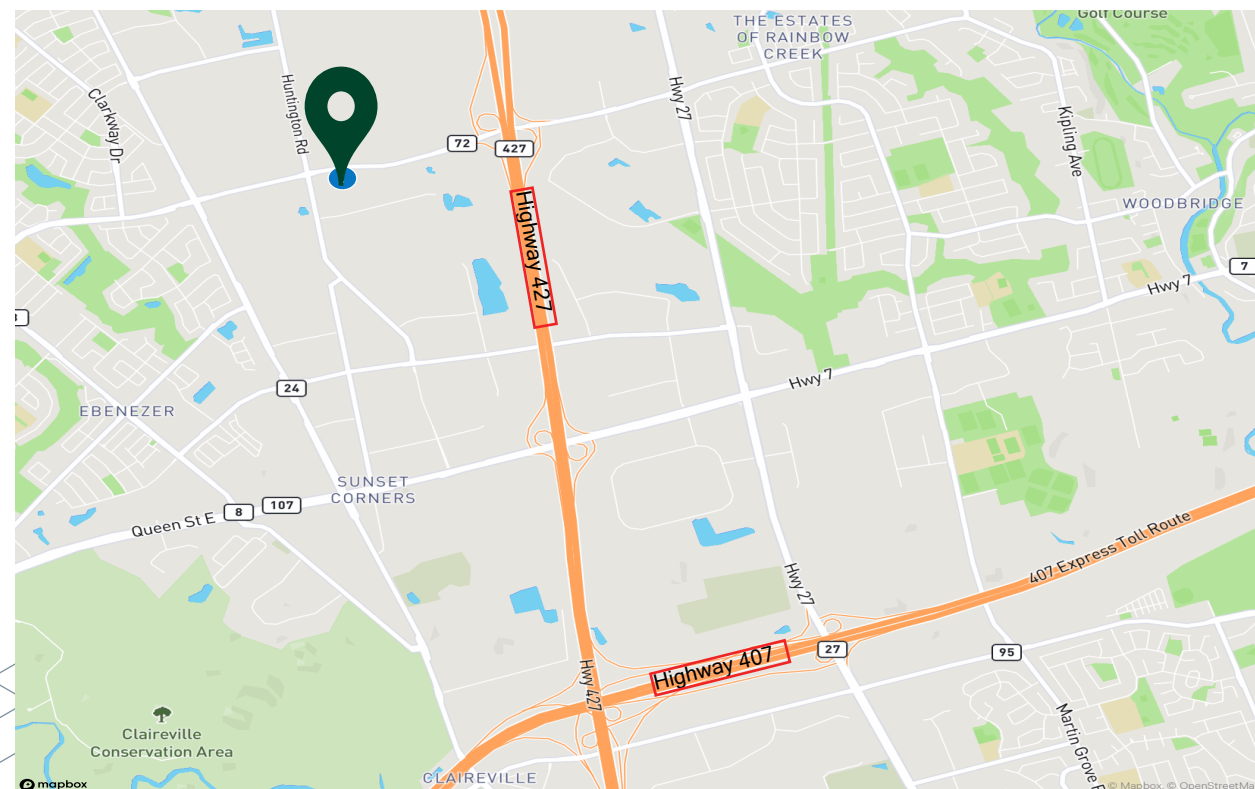 Golf Course
THE ESTATES
OF RAINBOW
CREEK
Clarkway Dr
Huntington Rd
Hwy 27
Kipling Ave
72
427
WOODBRIDGE
Highway 427
7
Hwy 7
Hwy 7
24
EBENEZER
SUNSET
CORNERS
107
8
Queen St E
407 Express Toll Route
Hwy 27
27
95
Highway 407
Hwy 427
Claireville
Conservation Area
Martin Grove
CLAIREVILLE
mapbox
© Mapbox, © OpenStreetMa